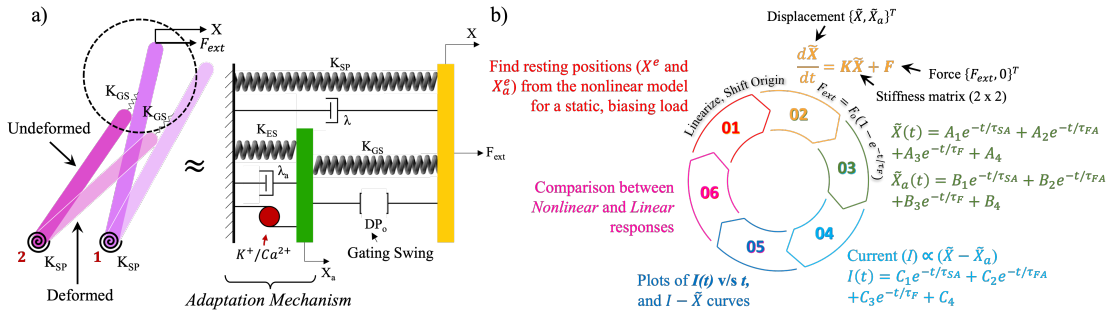 a)
X
F_ext
K_GS
K_GS
Undeformed
2
K_SP
1
K_SP
Deformed
≈
X
K_SP
λ
K_ES
K_GS
F_ext
λ_a
DP_o
K⁺/Ca²⁺
Gating Swing
X_a
Adaptation Mechanism
b)
Displacement {X̃, X̃_a}^T
dX̃/dt = KX̃ + F
Force {F_ext, 0}^T
Stiffness matrix (2 x 2)
Find resting positions (X^e and
X_a^e) from the nonlinear model
for a static, biasing load
Linearize, Shift Origin
F_ext = F_o(1 − e^{-t/τ_F})
01
02
03
04
05
06
X̃(t) = A_1e^{-t/τ_SA} + A_2e^{-t/τ_FA}
+A_3e^{-t/τ_F} + A_4
X̃_a(t) = B_1e^{-t/τ_SA} + B_2e^{-t/τ_FA}
+B_3e^{-t/τ_F} + B_4
Current (I) ∝ (X̃ − X̃_a)
I(t) = C_1e^{-t/τ_SA} + C_2e^{-t/τ_FA}
+C_3e^{-t/τ_F} + C_4
Plots of I(t) v/s t,
and I − X̃ curves
Comparison between
Nonlinear and Linear
responses